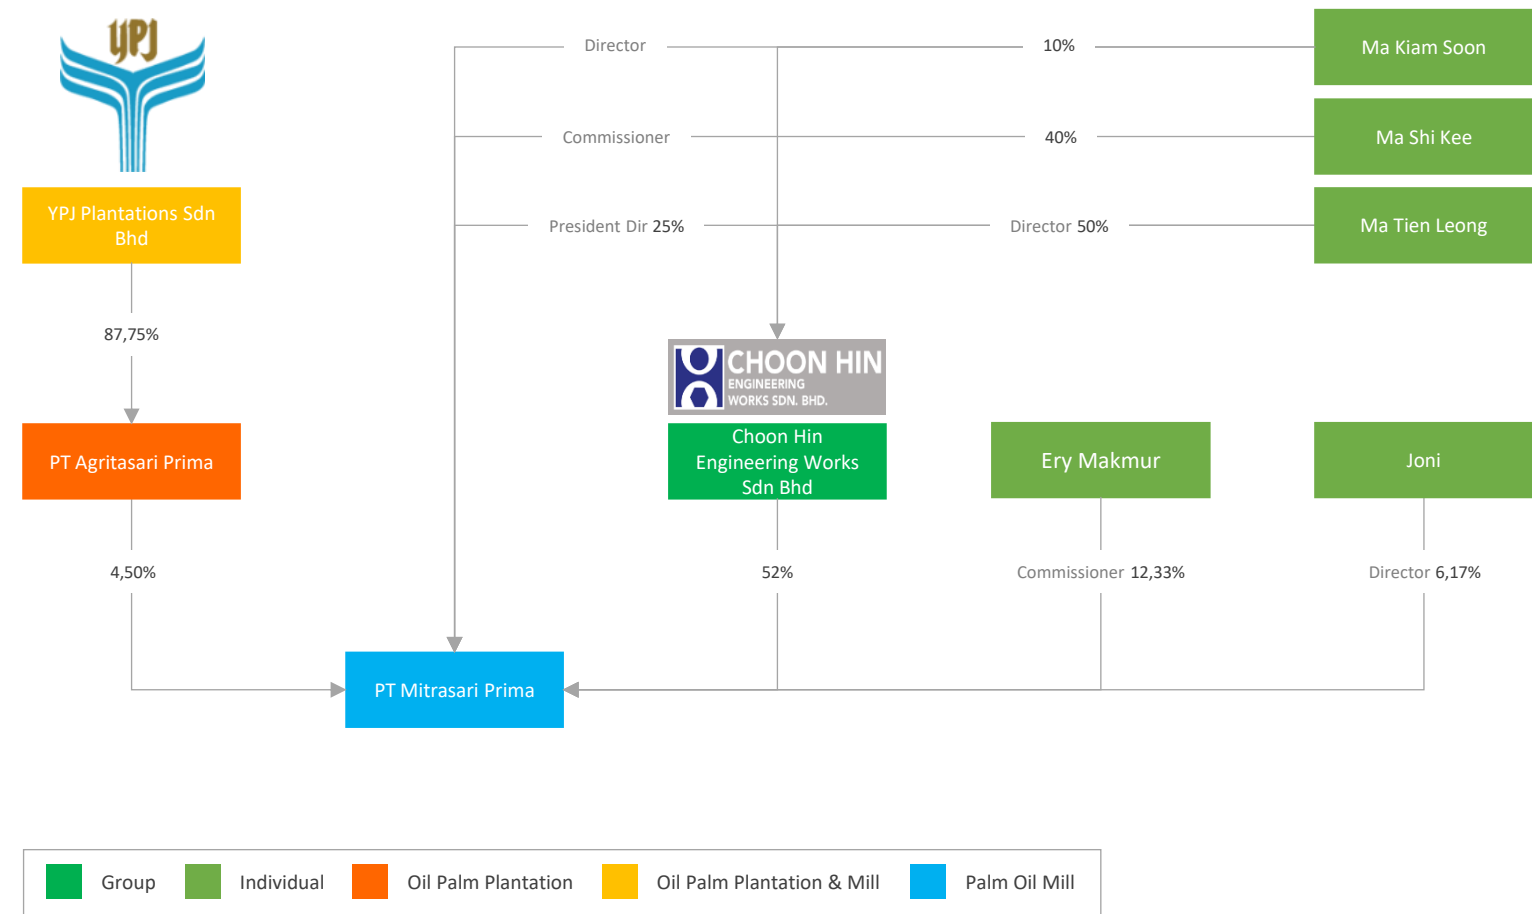 YPJ
Director
10%
Ma Kiam Soon
Commissioner
40%
Ma Shi Kee
YPJ Plantations Sdn
Bhd
President Dir 25%
Director 50%
Ma Tien Leong
87,75%
CHOON HIN
ENGINEERING
WORKS SDN. BHD.
PT Agritasari Prima
Choon Hin
Engineering Works
Sdn Bhd
Ery Makmur
Joni
4,50%
52%
Commissioner 12,33%
Director 6,17%
PT Mitrasari Prima
Group
Individual
Oil Palm Plantation
Oil Palm Plantation & Mill
Palm Oil Mill